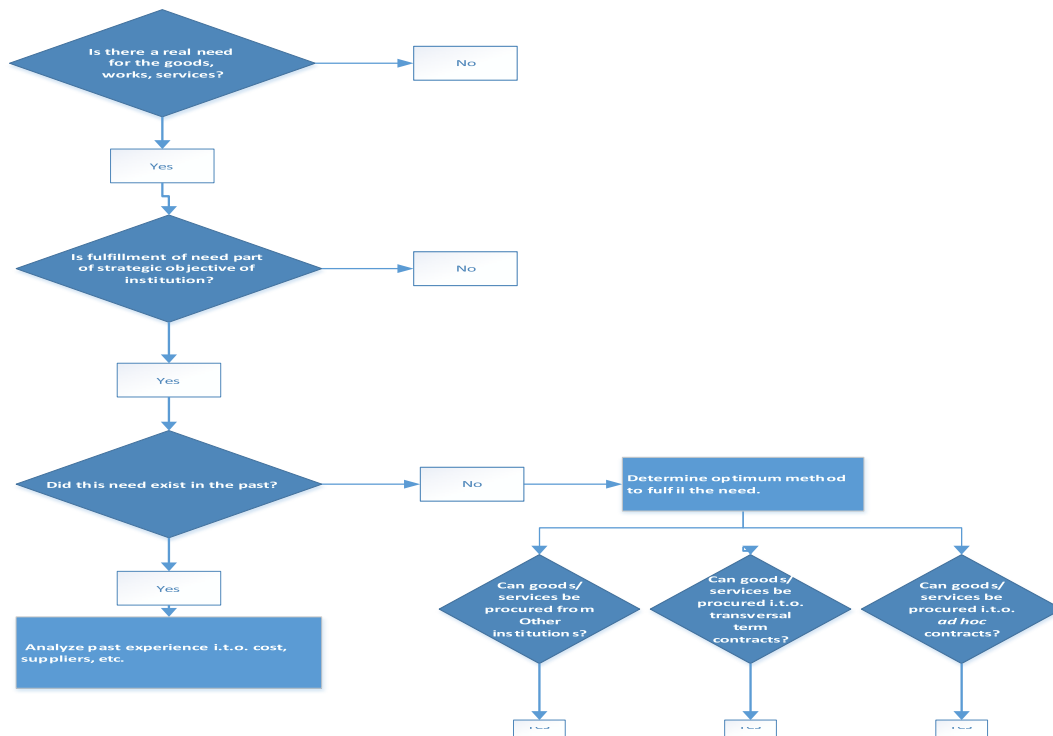 Is there a real need
for the goods,
works, services?
No
Yes
Is fulfillment of need part
of strategic objective of
institution?
No
Yes
Did this need exist in the past?
No
Determine optimum method
to fulfil the need.
Yes
Analyze past experience i.t.o. cost,
suppliers, etc.
Can goods/
services be
procured from
Other
institutions?
Can goods/
services be
procured i.t.o.
transversal
term
contracts?
Can goods/
services be
procured i.t.o.
ad hoc
contracts?